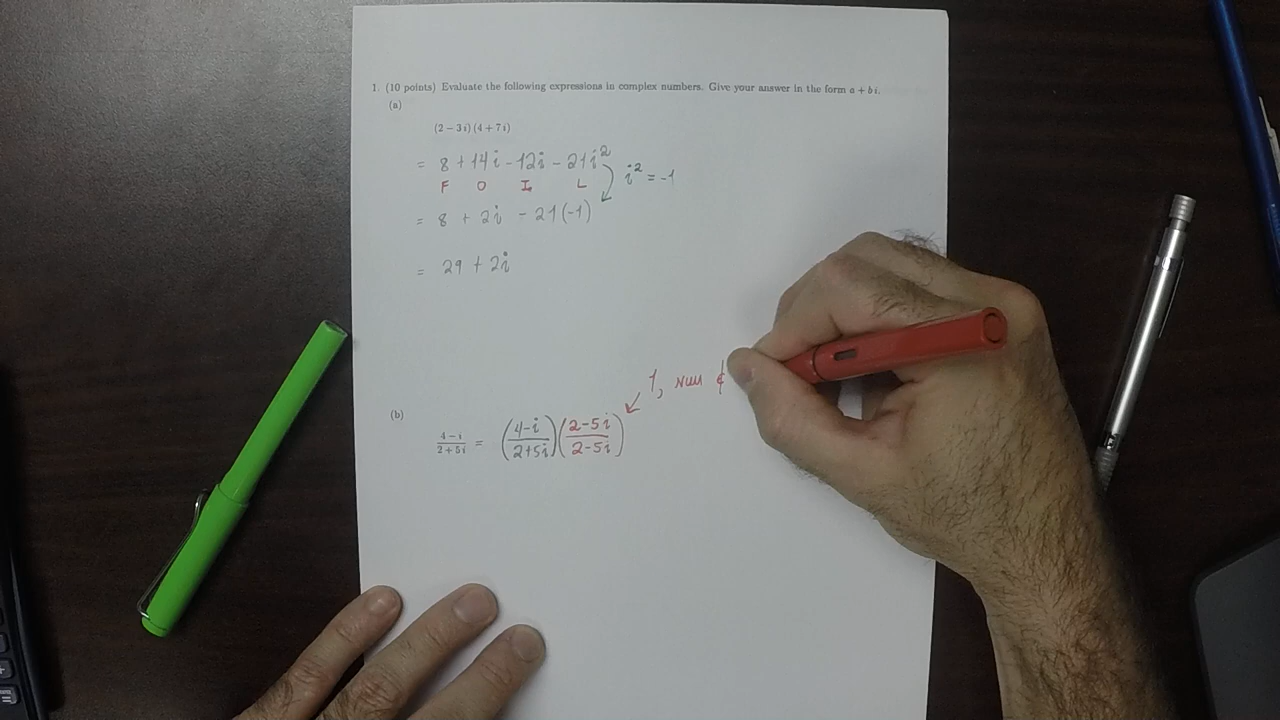 1. (10 points) Evaluate the following expressions in complex numbers. Give your answer in the form a + bi.
(a)
(2 − 3i)(4 + 7i)
= 8 + 14i - 12i - 21i²
F O I L i² = -1
= 8 + 2i - 21(-1)
= 29 + 2i
1, num &
(b)
(4−i)/(2+5i) = ((4-i)/(2+5i))((2-5i)/(2-5i))